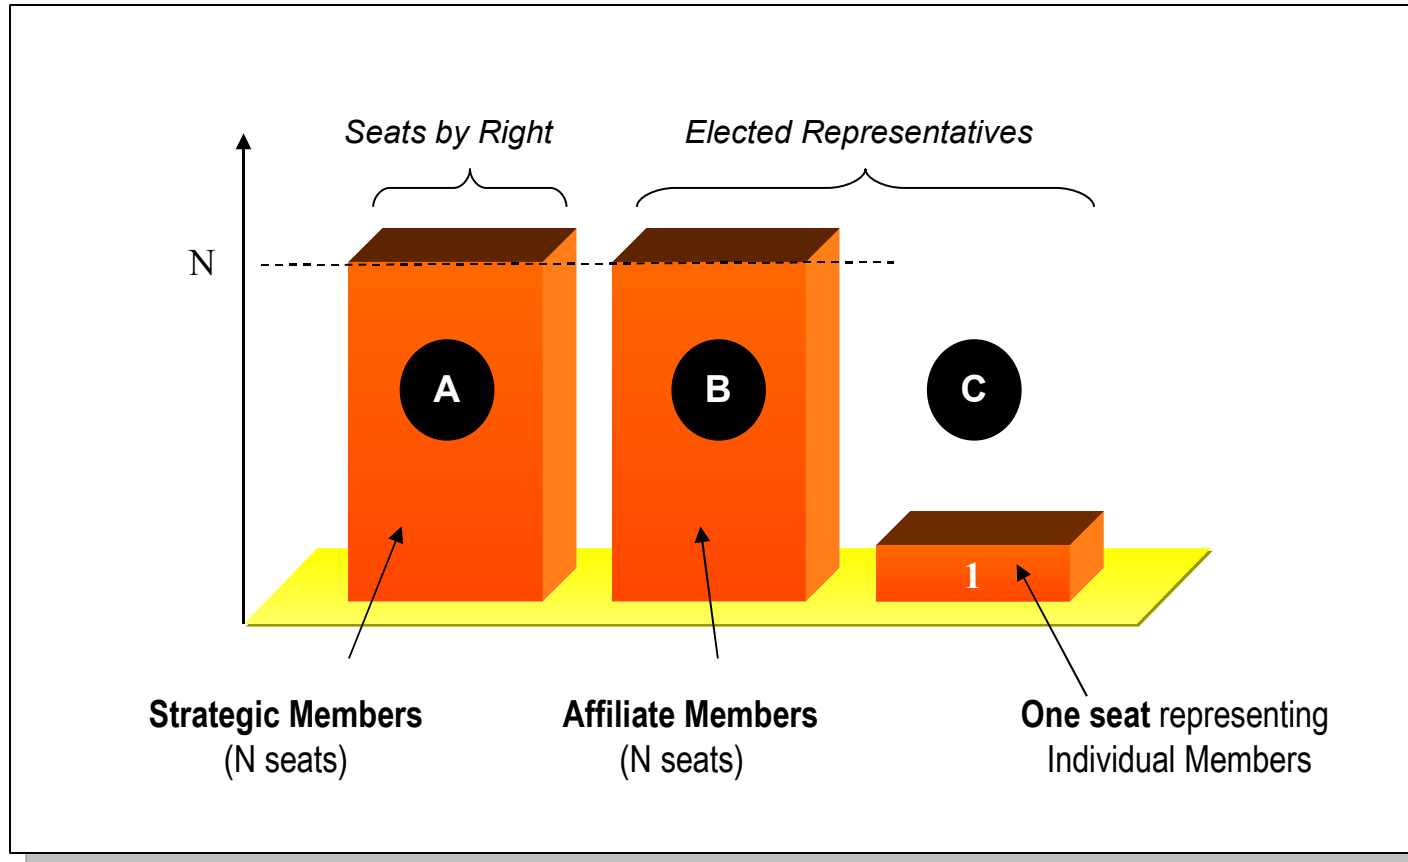 Seats by Right
Elected Representatives
N
A
B
C
1
Strategic Members
(N seats)
Affiliate Members
(N seats)
One seat representing
Individual Members